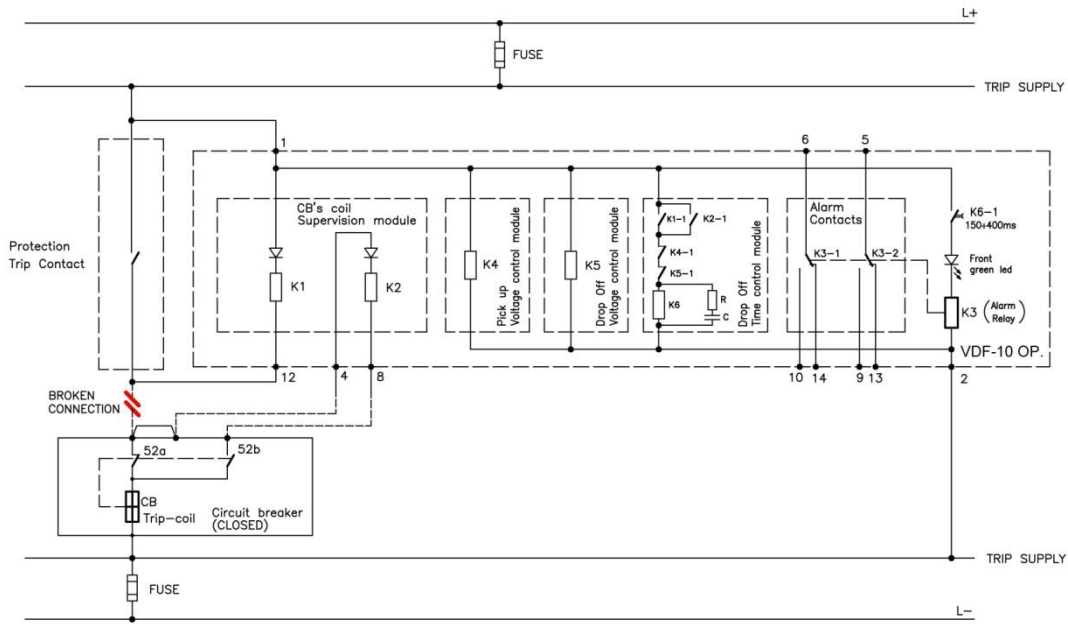 L+
FUSE
TRIP SUPPLY
1
6
5
CB's coil
Supervision module
Alarm
Contacts
K6-1
150÷400ms
Protection
Trip Contact
K1
K2
K4
Pick up
Voltage control module
K5
Drop Off
Voltage control module
K1-1
K2-1
K4-1
K5-1
K6
R
C
Drop Off
Time control module
K3-1
K3-2
Front
green led
K3 (Alarm Relay)
VDF-10 OP.
12
4
8
10
14
9
13
2
BROKEN
CONNECTION
52a
52b
CB
Trip-coil
Circuit breaker
(CLOSED)
TRIP SUPPLY
FUSE
L-